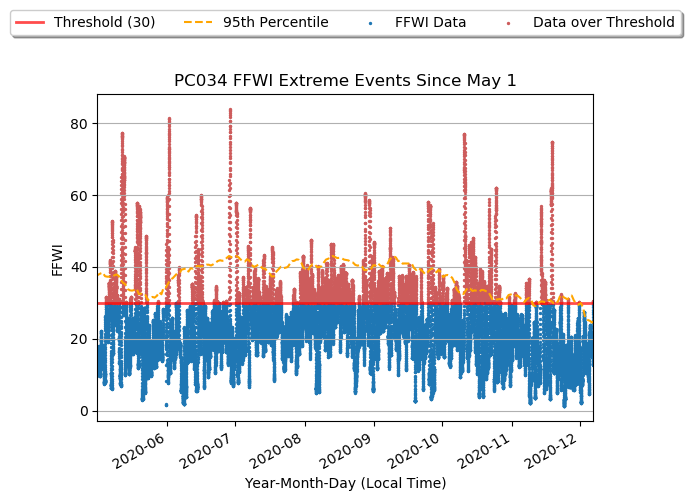 Threshold (30) 95th Percentile FFWI Data Data over Threshold
PC034 FFWI Extreme Events Since May 1
80
60
40
20
0
FFWI
2020-06 2020-07 2020-08 2020-09 2020-10 2020-11 2020-12
Year-Month-Day (Local Time)